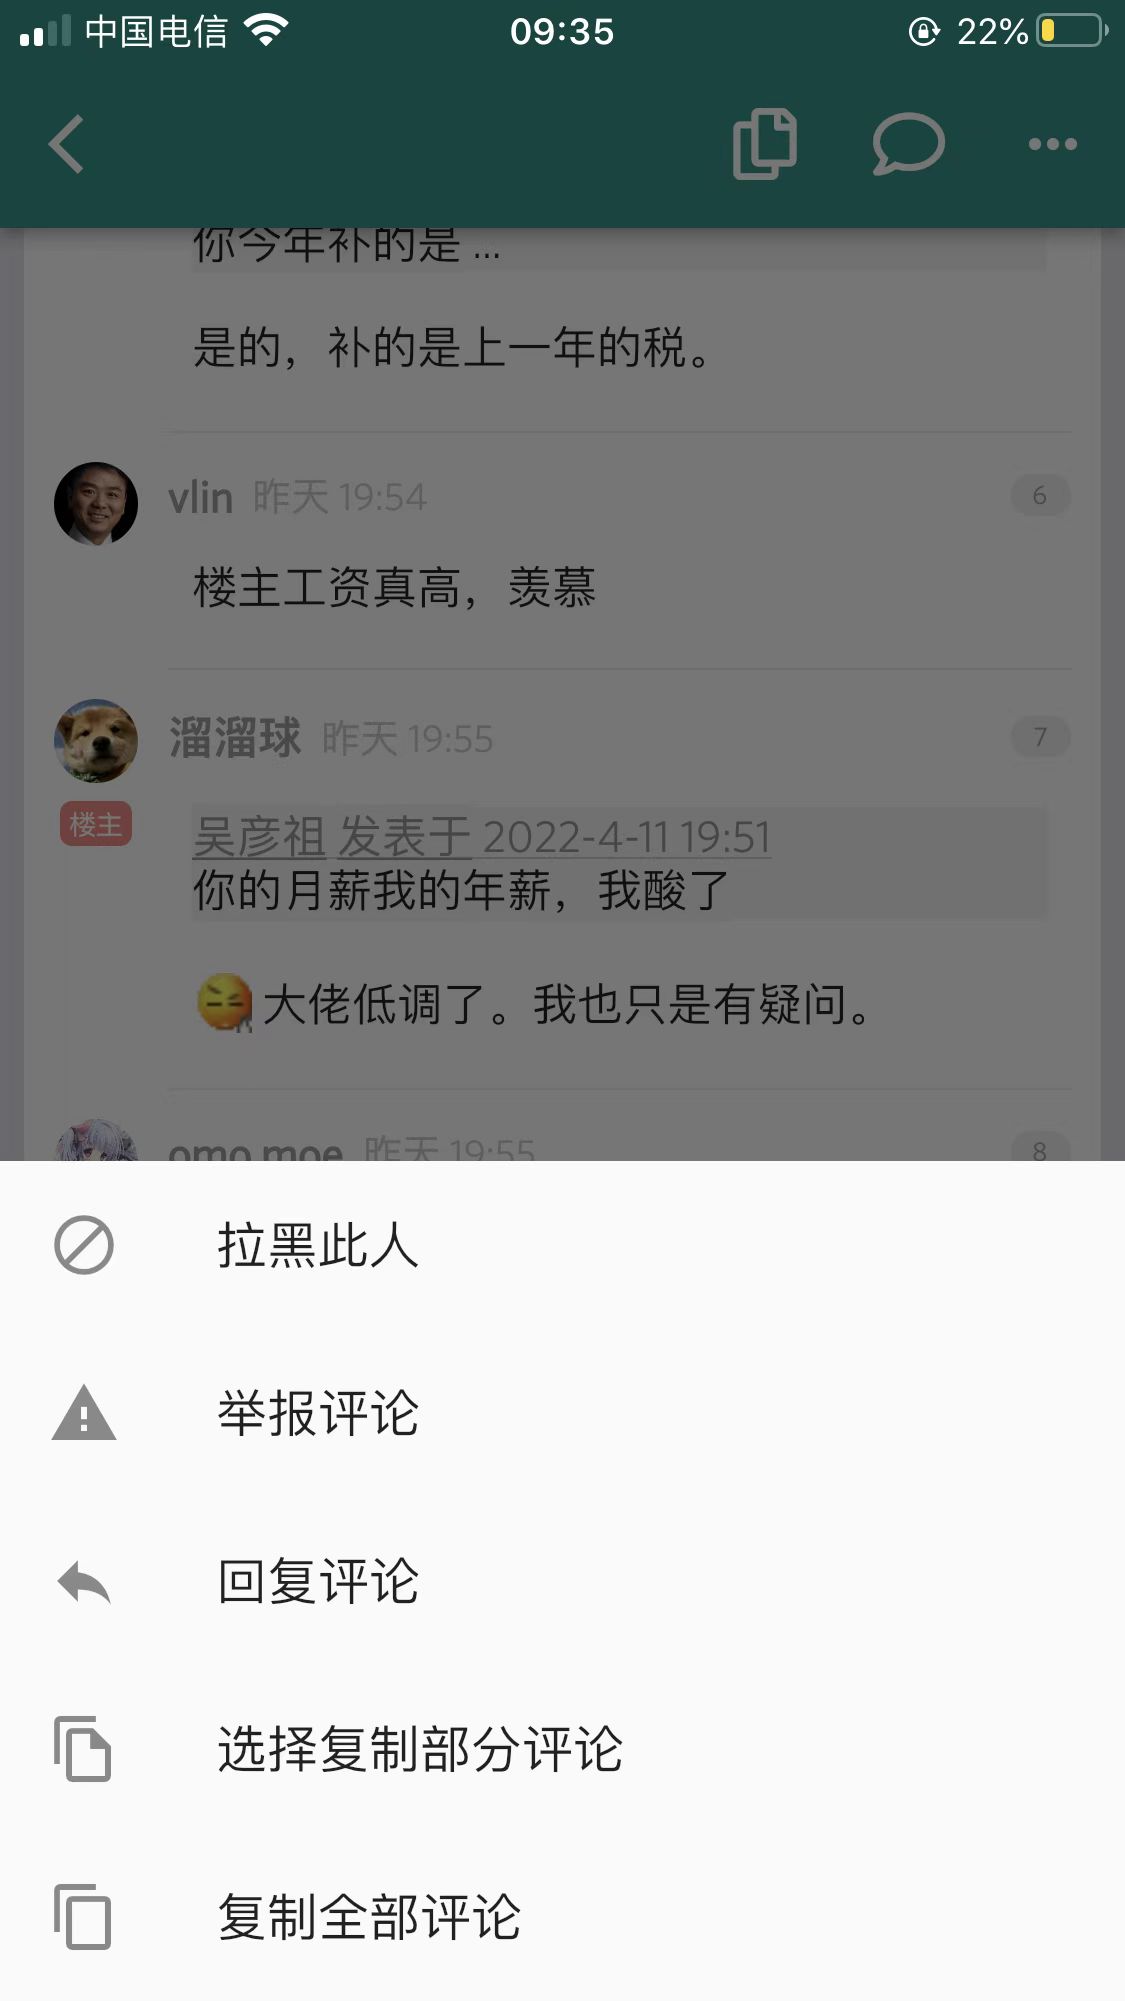 中国电信
09:35
22%
你今年补的是 ...
是的，补的是上一年的税。
vlin 昨天 19:54
6
楼主工资真高，羡慕
溜溜球 昨天 19:55
7
楼主
吴彦祖 发表于 2022-4-11 19:51
你的月薪我的年薪，我酸了
大佬低调了。我也只是有疑问。
omo moe 昨天 19:55
8
拉黑此人
举报评论
回复评论
选择复制部分评论
复制全部评论